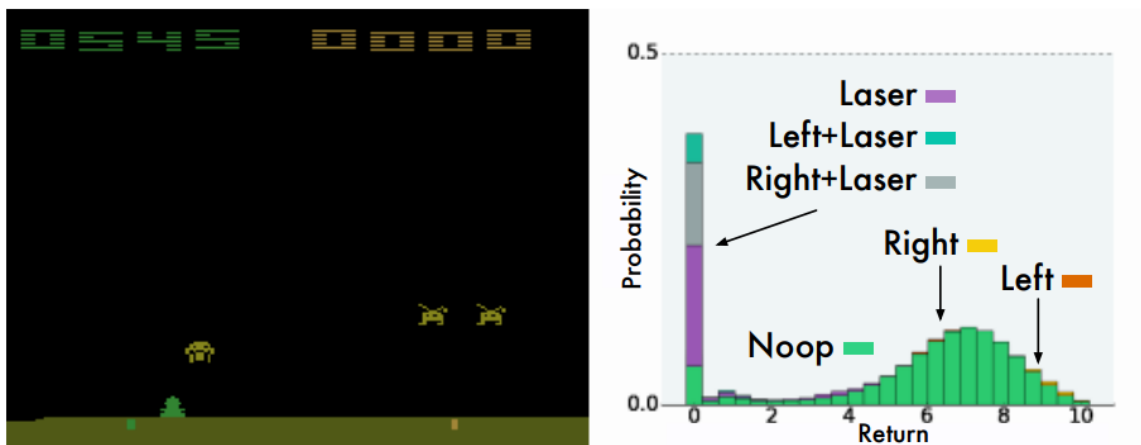 0545 0000
0.5
Laser
Left+Laser
Right+Laser
Right
Left
Noop
Probability
0.0
0 2 4 6 8 10
Return